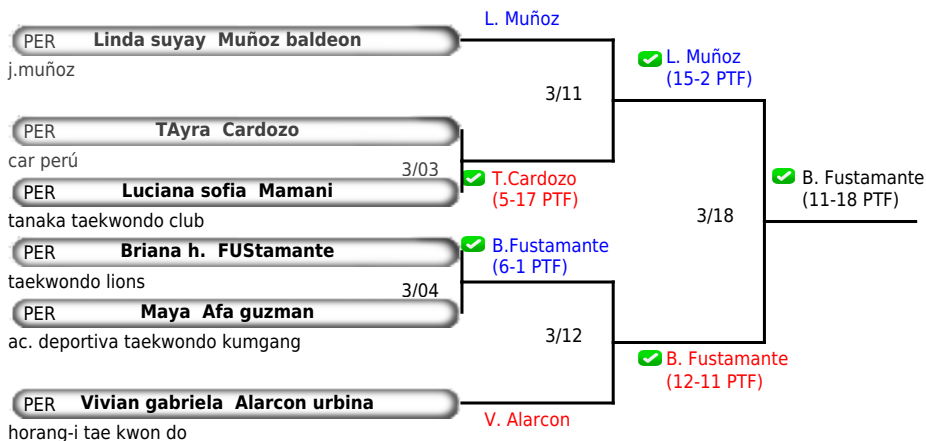 L. Muñoz
PER Linda suyay Muñoz baldeon
j.muñoz
L. Muñoz
(15-2 PTF)
3/11
PER TAyra Cardozo
car perú
3/03
T.Cardozo
(5-17 PTF)
PER Luciana sofia Mamani
tanaka taekwondo club
B. Fustamante
(11-18 PTF)
3/18
PER Briana h. FUStamante
taekwondo lions
B.Fustamante
(6-1 PTF)
3/04
PER Maya Afa guzman
ac. deportiva taekwondo kumgang
3/12
B. Fustamante
(12-11 PTF)
PER Vivian gabriela Alarcon urbina
horang-i tae kwon do
V. Alarcon